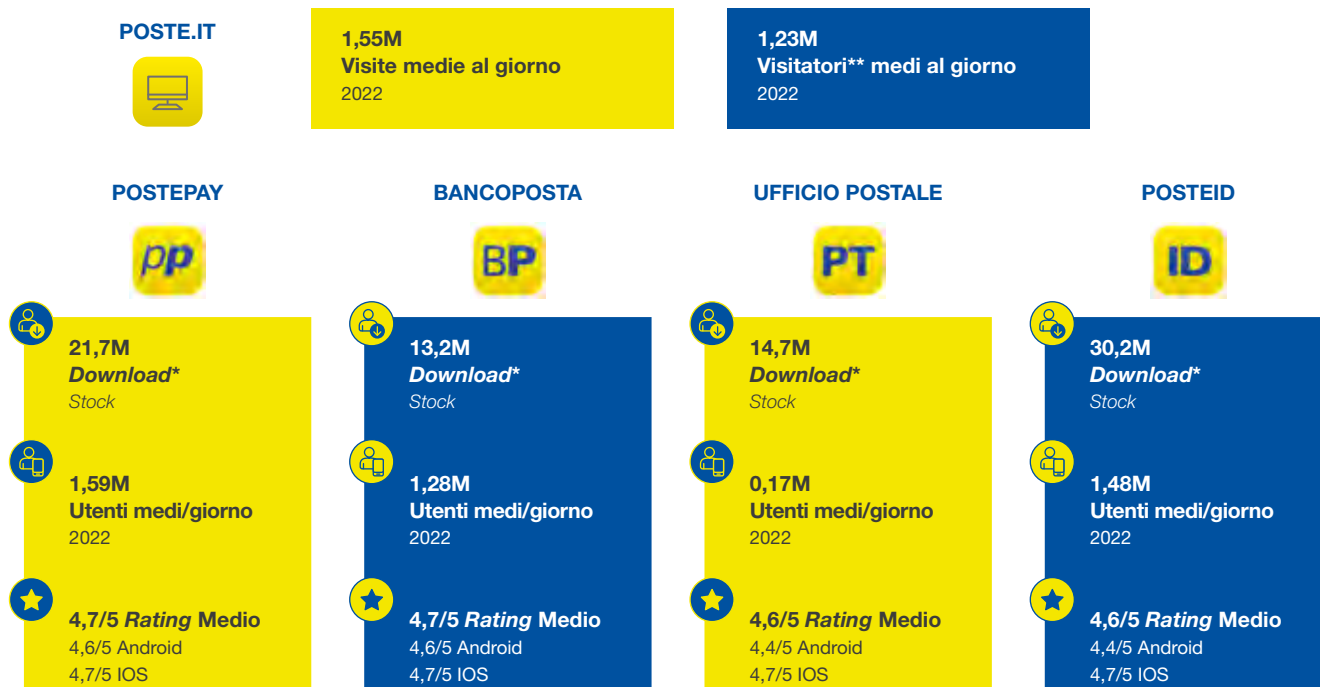 POSTE.IT
1,55M
Visite medie al giorno
2022
1,23M
Visitatori** medi al giorno
2022
POSTEPAY
BANCOPOSTA
UFFICIO POSTALE
POSTEID
pp
BP
PT
ID
21,7M
Download*
Stock
1,59M
Utenti medi/giorno
2022
4,7/5 Rating Medio
4,6/5 Android
4,7/5 IOS
13,2M
Download*
Stock
1,28M
Utenti medi/giorno
2022
4,7/5 Rating Medio
4,6/5 Android
4,7/5 IOS
14,7M
Download*
Stock
0,17M
Utenti medi/giorno
2022
4,6/5 Rating Medio
4,4/5 Android
4,7/5 IOS
30,2M
Download*
Stock
1,48M
Utenti medi/giorno
2022
4,6/5 Rating Medio
4,4/5 Android
4,7/5 IOS